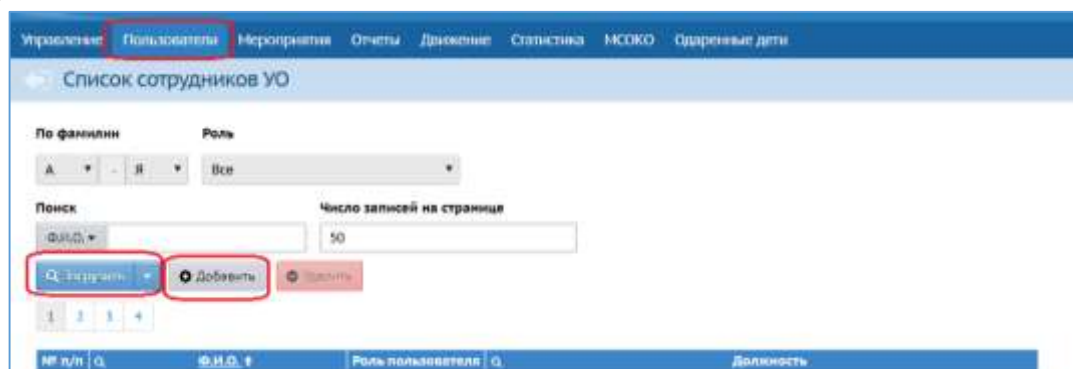 Управление Пользователи Мероприятия Отчеты Движение Статистика МСОКО Одаренные дети
Список сотрудников УО
По фамилии Роль
А - Я Все
Поиск Число записей на странице
Ф.И.О. 50
Загрузить Добавить Удалить
1 2 3 4
№ п/п Ф.И.О. Роль пользователя Должность